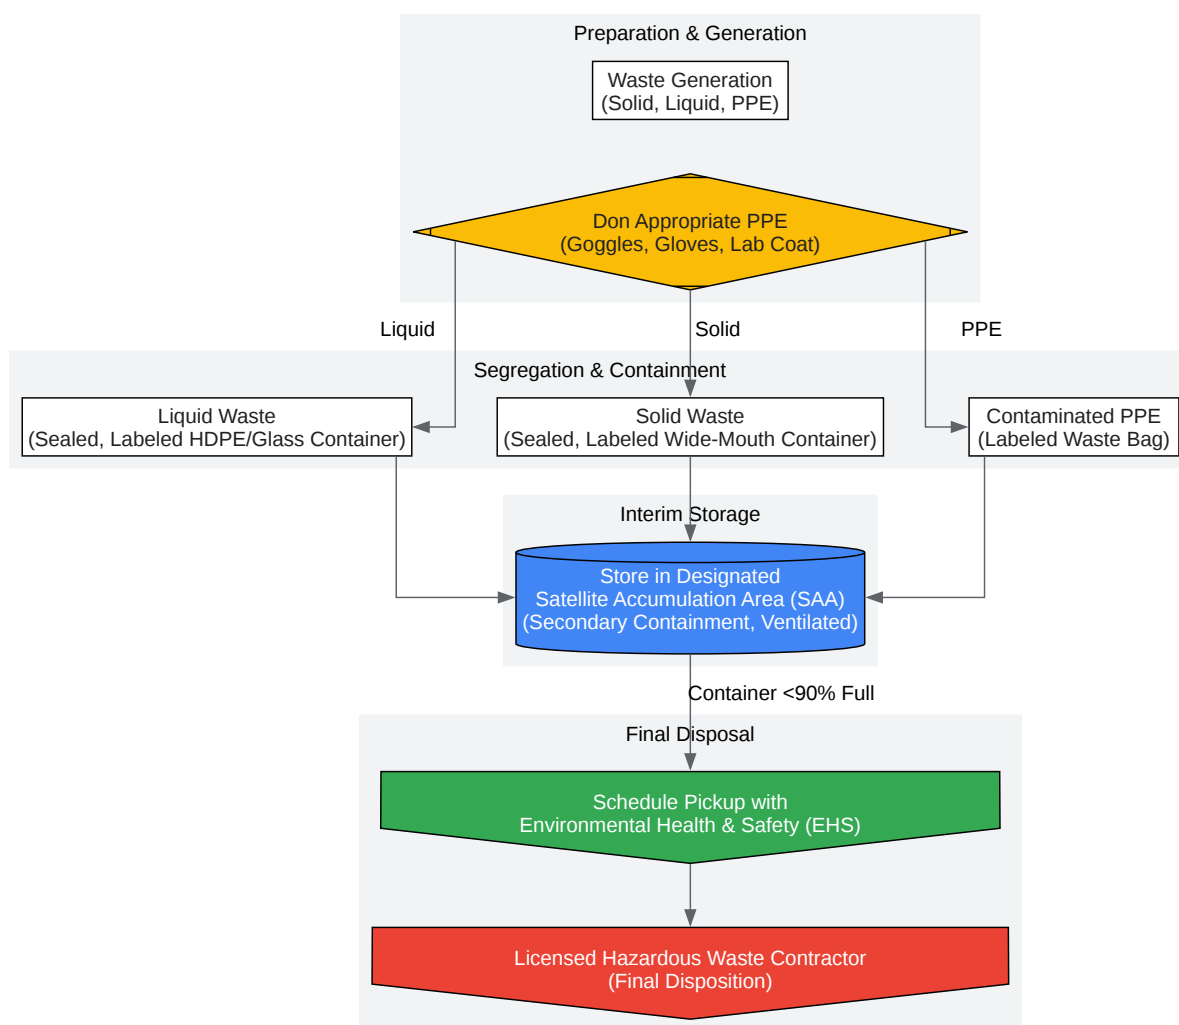 Preparation & Generation
Waste Generation
(Solid, Liquid, PPE)
Don Appropriate PPE
(Goggles, Gloves, Lab Coat)
Liquid
Solid
PPE
Segregation & Containment
Liquid Waste
(Sealed, Labeled HDPE/Glass Container)
Solid Waste
(Sealed, Labeled Wide-Mouth Container)
Contaminated PPE
(Labeled Waste Bag)
Interim Storage
Store in Designated
Satellite Accumulation Area (SAA)
(Secondary Containment, Ventilated)
Container <90% Full
Final Disposal
Schedule Pickup with
Environmental Health & Safety (EHS)
Licensed Hazardous Waste Contractor
(Final Disposition)